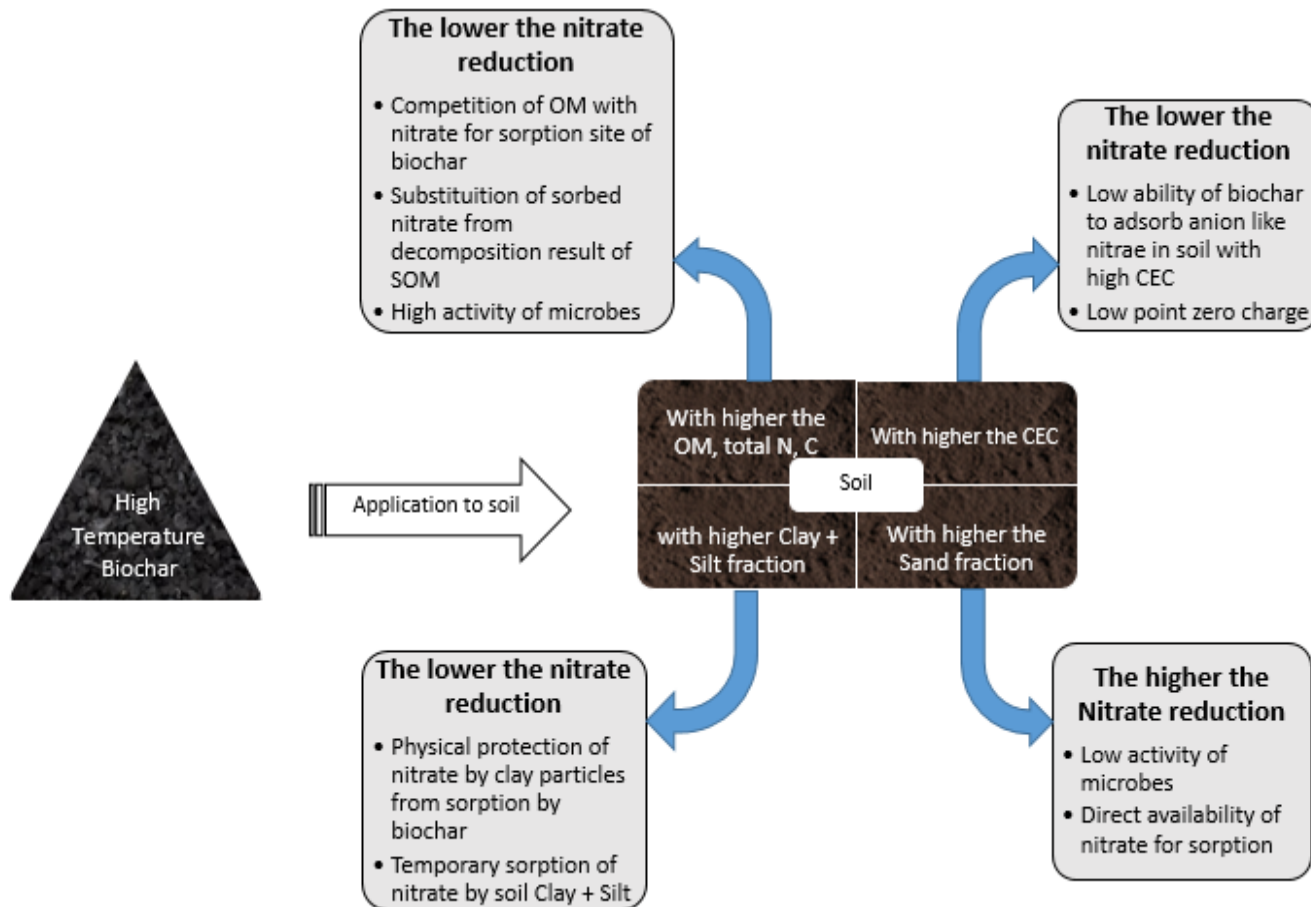 The lower the nitrate
reduction
• Competition of OM with
nitrate for sorption site of
biochar
• Substituition of sorbed
nitrate from
decomposition result of
SOM
• High activity of microbes
The lower the
nitrate reduction
• Low ability of biochar
to adsorb anion like
nitrae in soil with
high CEC
• Low point zero charge
High
Temperature
Biochar
Application to soil
With higher the
OM, total N, C
With higher the CEC
Soil
with higher Clay +
Silt fraction
With higher the
Sand fraction
The lower the nitrate
reduction
• Physical protection of
nitrate by clay particles
from sorption by
biochar
• Temporary sorption of
nitrate by soil Clay + Silt
The higher the
Nitrate reduction
• Low activity of
microbes
• Direct availability of
nitrate for sorption